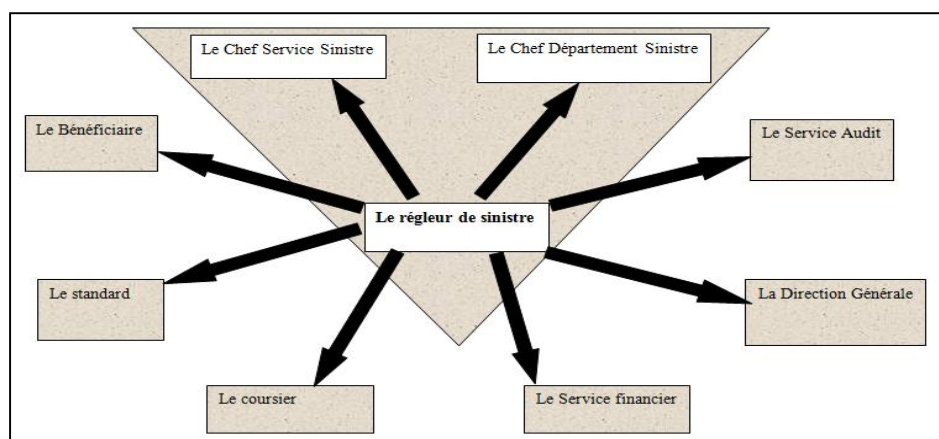 Le Chef Service Sinistre
Le Chef Département Sinistre
Le Bénéficiaire
Le Service Audit
Le régleur de sinistre
Le standard
La Direction Générale
Le coursier
Le Service financier